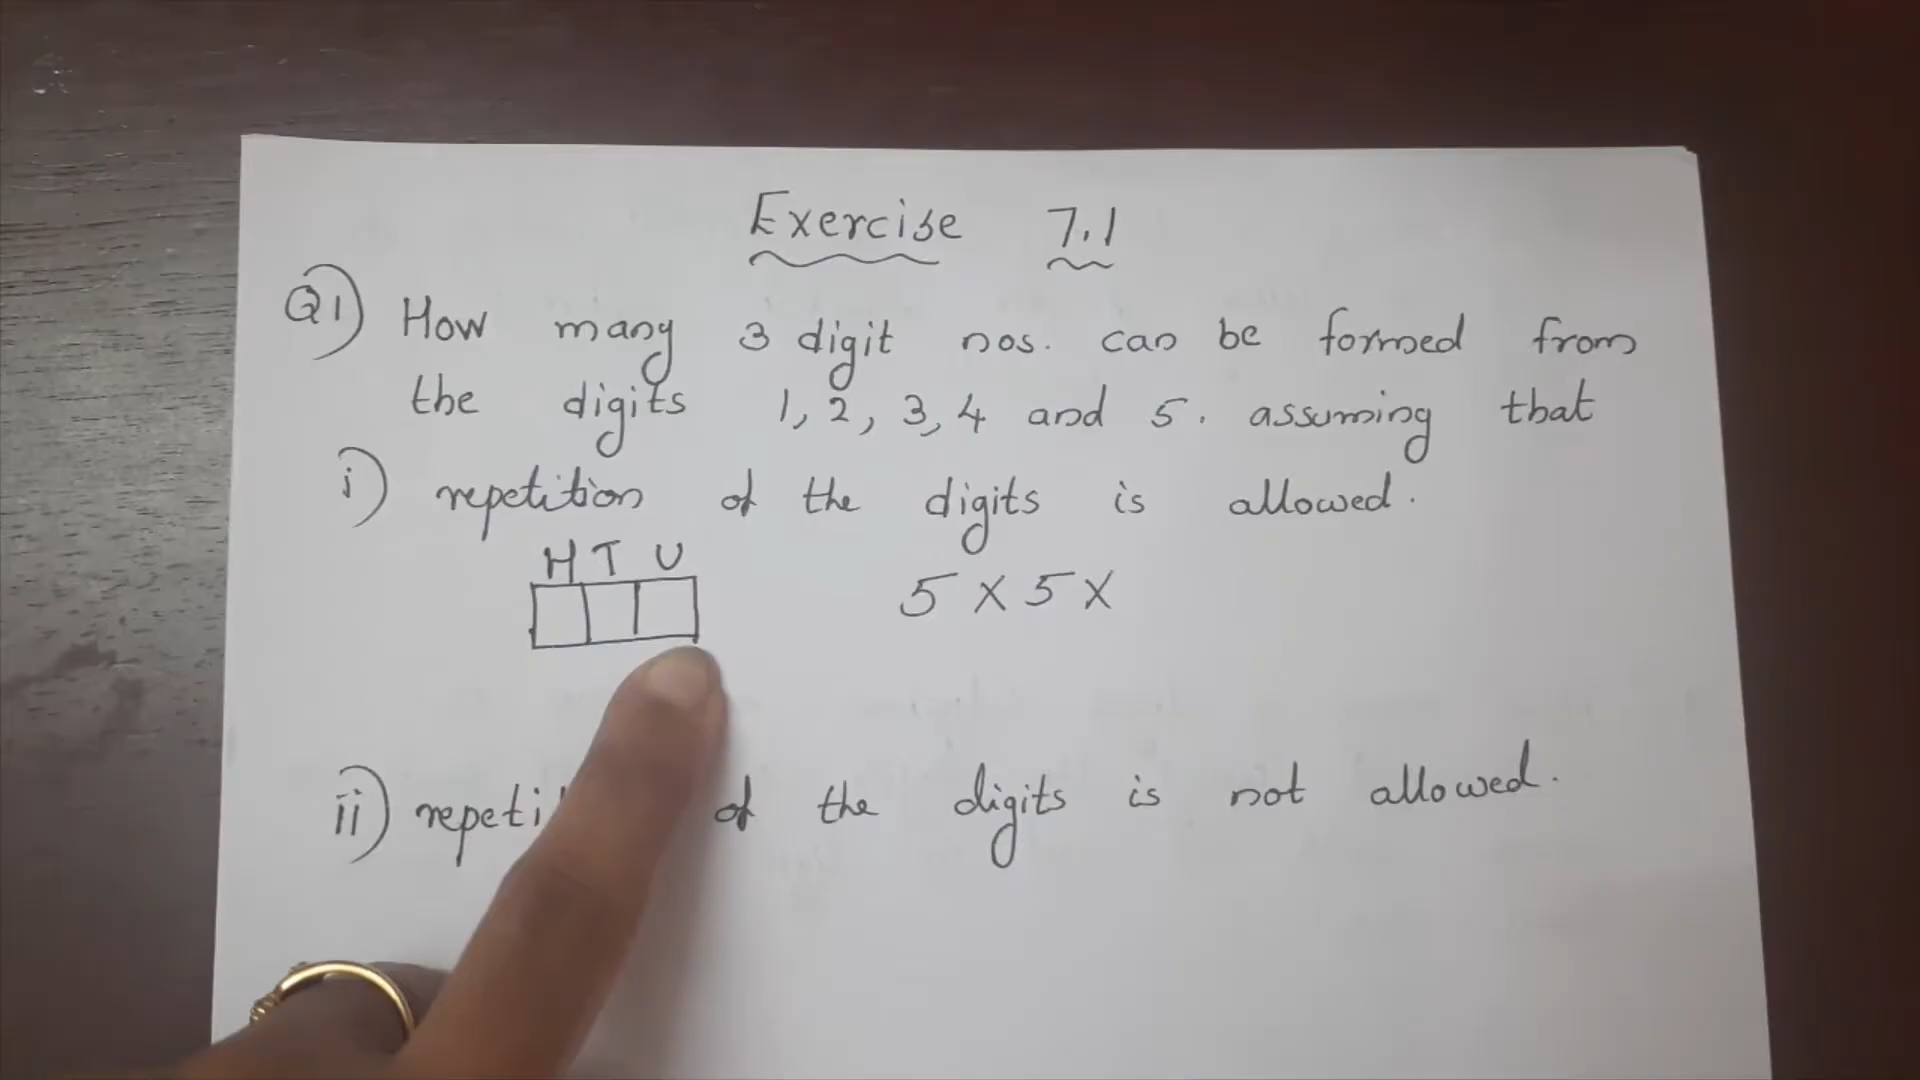 Exercise 7.1
Q1) How many 3 digit nos. can be formed from
the digits 1, 2, 3, 4 and 5. assuming that
i) repetition of the digits is allowed.
H T U
5 X 5 X
ii) of the digits is not allowed.